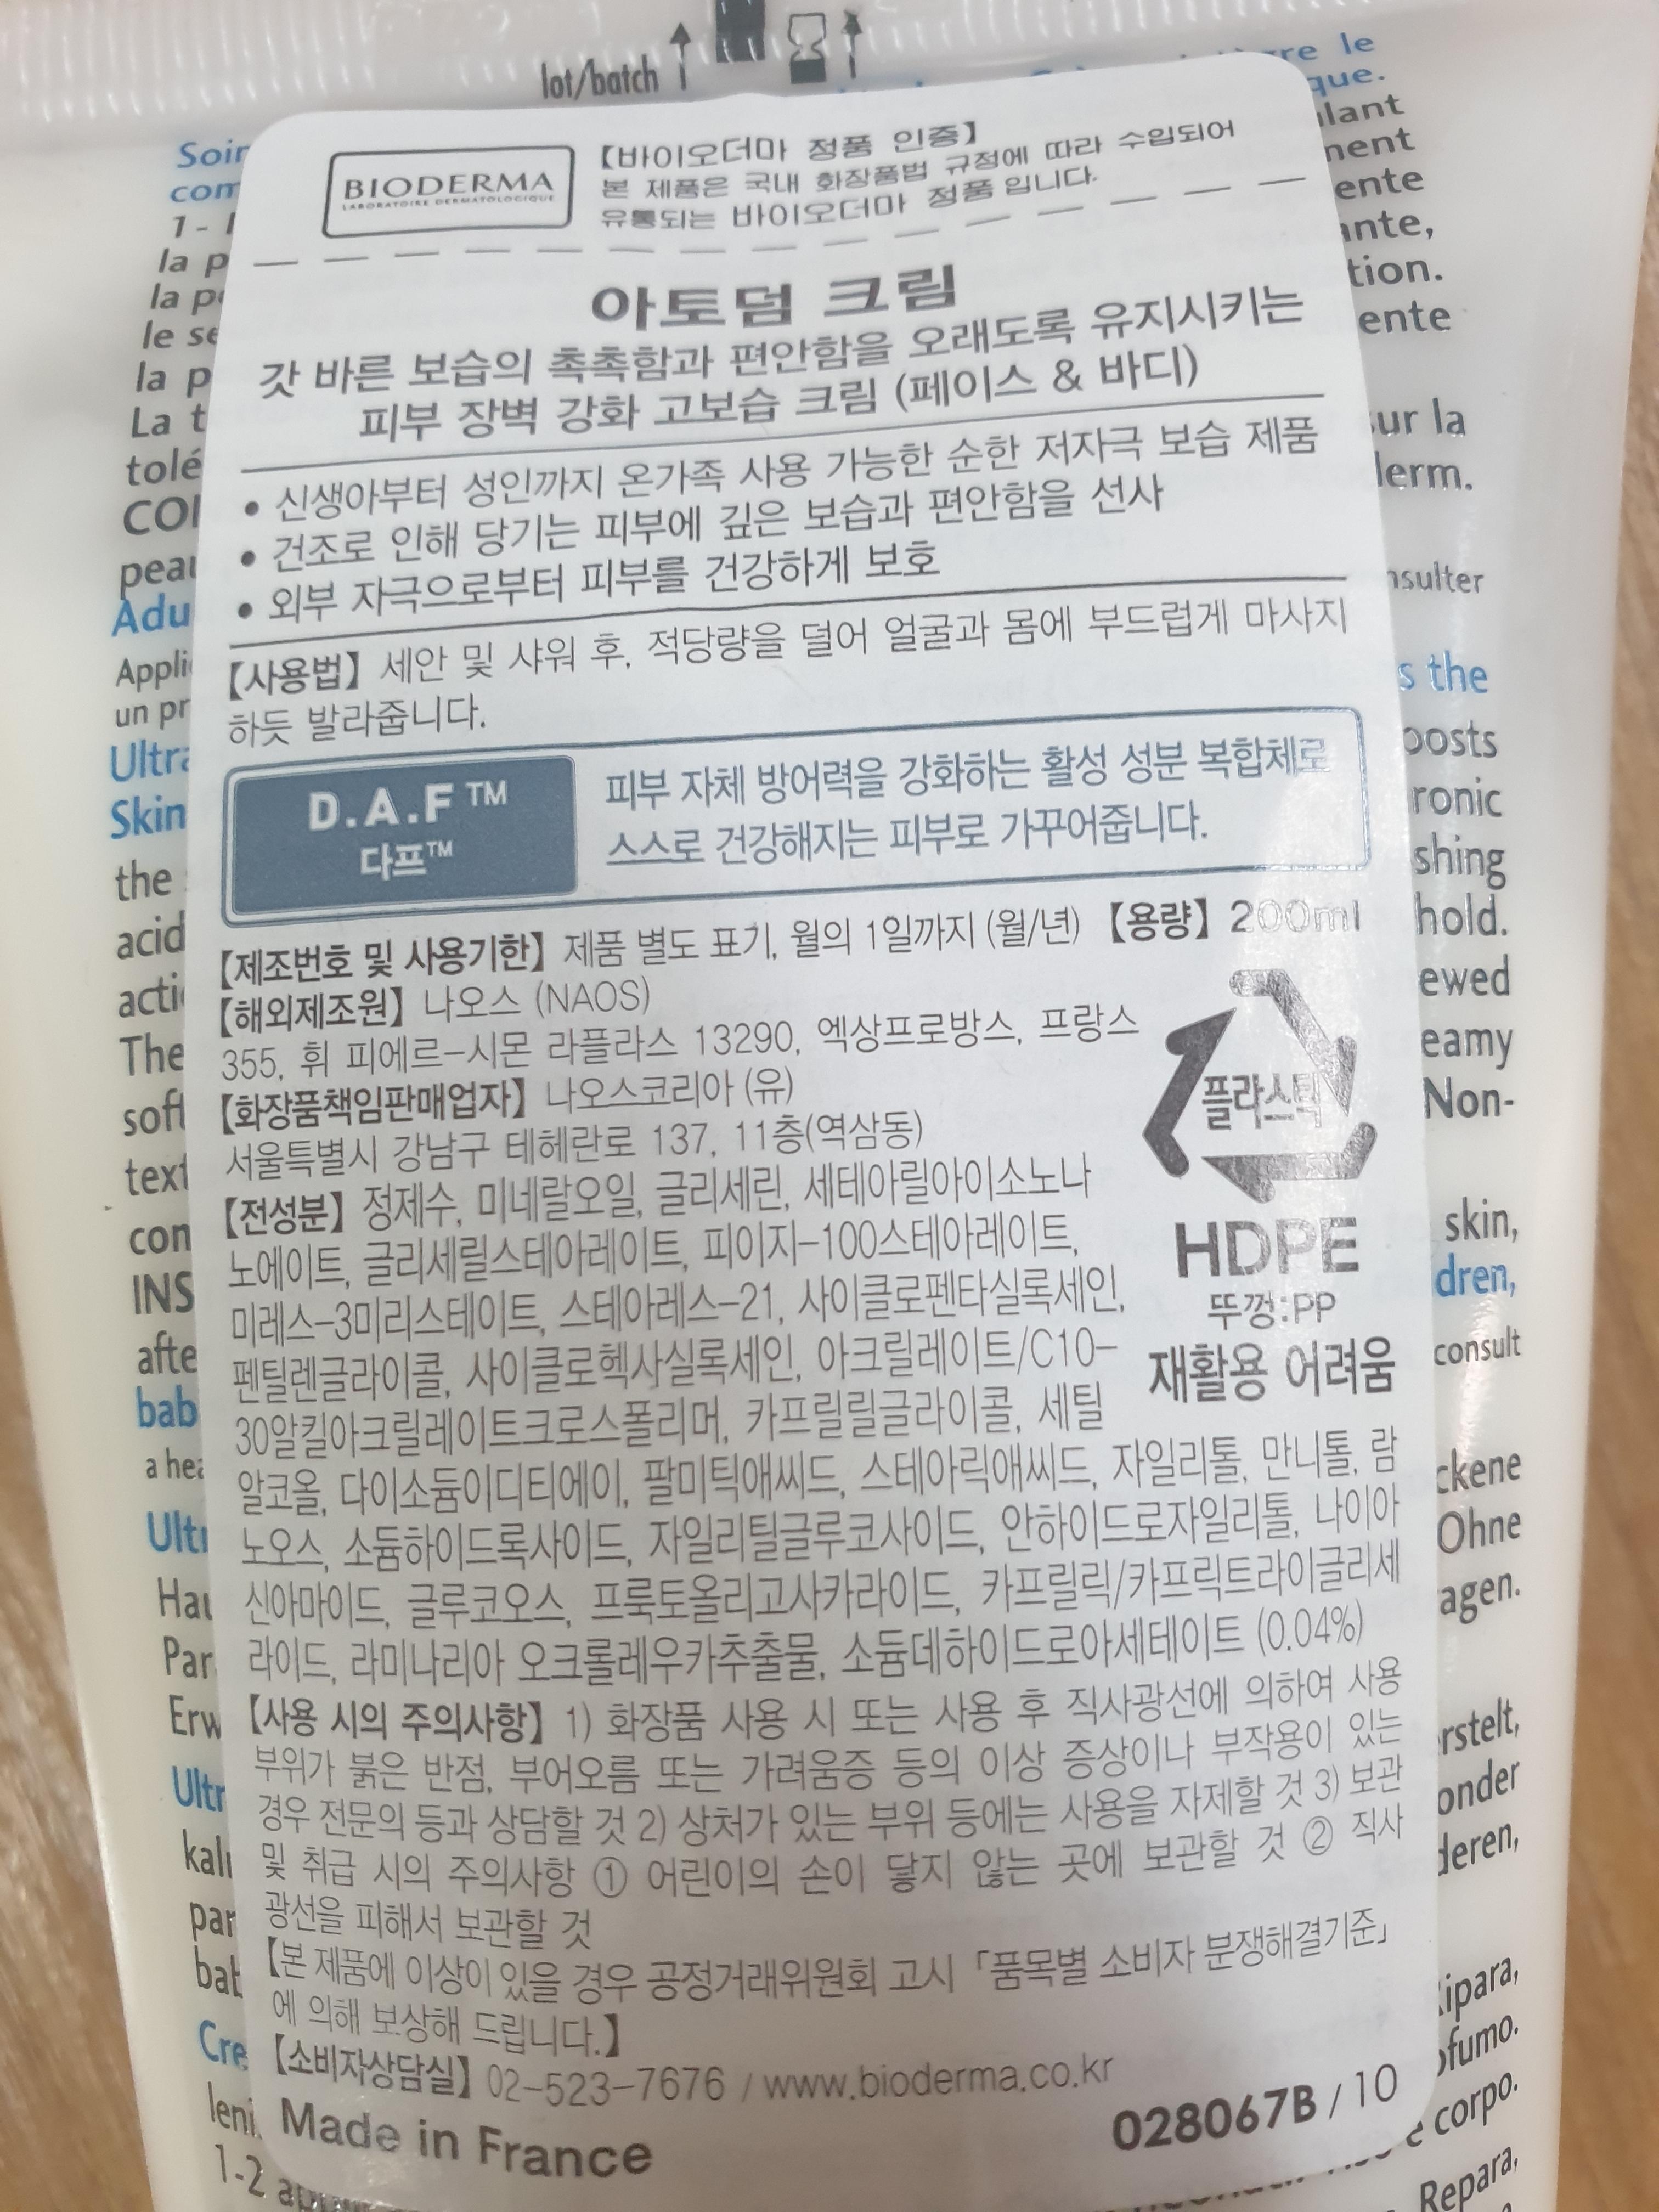 lot/batch
BIODERMA
LABORATOIRE DERMATOLOGIQUE
【바이오더마 정품 인증】
본 제품은 국내 화장품법 규정에 따라 수입되어
유통되는 바이오더마 정품 입니다.
아토덤 크림
갓 바른 보습의 촉촉함과 편안함을 오래도록 유지시키는
피부 장벽 강화 고보습 크림 (페이스 & 바디)
• 신생아부터 성인까지 온가족 사용 가능한 순한 저자극 보습 제품
• 건조로 인해 당기는 피부에 깊은 보습과 편안함을 선사
• 외부 자극으로부터 피부를 건강하게 보호
【사용법】 세안 및 샤워 후, 적당량을 덜어 얼굴과 몸에 부드럽게 마사지
하듯 발라줍니다.
D.A.F™
다프™
피부 자체 방어력을 강화하는 활성 성분 복합체로
스스로 건강해지는 피부로 가꾸어줍니다.
【제조번호 및 사용기한】 제품 별도 표기, 월의 1일까지 (월/년) 【용량】 200ml
【해외제조원】 나오스 (NAOS)
355, 휘 피에르-시몬 라플라스 13290, 엑상프로방스, 프랑스
【화장품책임판매업자】 나오스코리아 (유)
서울특별시 강남구 테헤란로 137, 11층(역삼동)
【전성분】 정제수, 미네랄오일, 글리세린, 세테아릴아이소노나
노에이트, 글리세릴스테아레이트, 피이지-100스테아레이트,
미레스-3미리스테이트, 스테아레스-21, 사이클로펜타실록세인,
펜틸렌글라이콜, 사이클로헥사실록세인, 아크릴레이트/C10-
30알킬아크릴레이트크로스폴리머, 카프릴릴글라이콜, 세틸
알코올, 다이소듐이디티에이, 팔미틱애씨드, 스테아릭애씨드, 자일리톨, 만니톨, 람
노오스, 소듐하이드록사이드, 자일리틸글루코사이드, 안하이드로자일리톨, 나이아
신아마이드, 글루코오스, 프룩토올리고사카라이드, 카프릴릭/카프릭트라이글리세
라이드, 라미나리아 오크롤레우카추출물, 소듐데하이드로아세테이트 (0.04%)
플라스틱
HDPE
뚜껑:PP
재활용 어려움
【사용 시의 주의사항】 1) 화장품 사용 시 또는 사용 후 직사광선에 의하여 사용
부위가 붉은 반점, 부어오름 또는 가려움증 등의 이상 증상이나 부작용이 있는
경우 전문의 등과 상담할 것 2) 상처가 있는 부위 등에는 사용을 자제할 것 3) 보관
및 취급 시의 주의사항 ① 어린이의 손이 닿지 않는 곳에 보관할 것 ② 직사
광선을 피해서 보관할 것
【본 제품에 이상이 있을 경우 공정거래위원회 고시 「품목별 소비자 분쟁해결기준」
에 의해 보상해 드립니다.】
【소비자상담실】 02-523-7676 / www.bioderma.co.kr
Made in France
028067B / 10